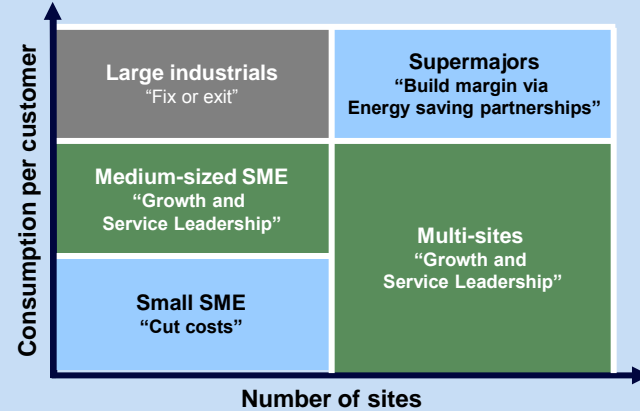 Consumption per customer
Large industrials
“Fix or exit”
Supermajors
“Build margin via
Energy saving partnerships”
Medium-sized SME
“Growth and
Service Leadership”
Multi-sites
“Growth and
Service Leadership”
Small SME
“Cut costs”
Number of sites